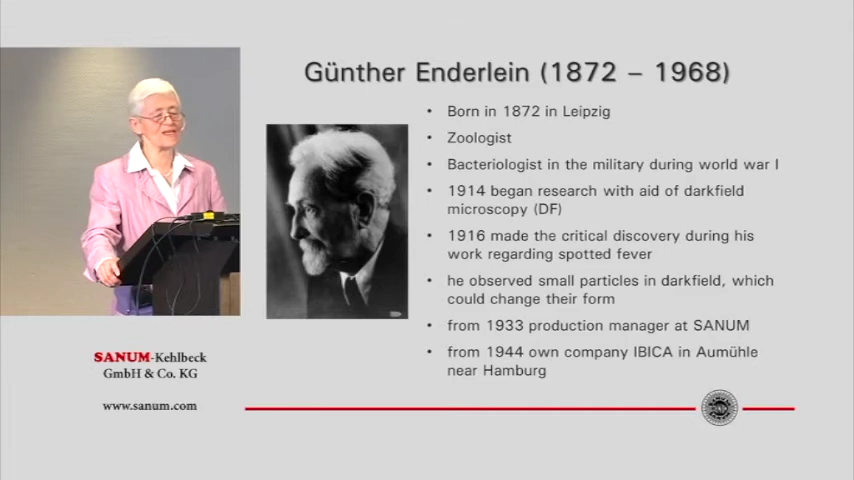 Günther Enderlein (1872 – 1968)
• Born in 1872 in Leipzig
• Zoologist
• Bacteriologist in the military during world war I
• 1914 began research with aid of darkfield
microscopy (DF)
• 1916 made the critical discovery during his
work regarding spotted fever
• he observed small particles in darkfield, which
could change their form
• from 1933 production manager at SANUM
• from 1944 own company IBICA in Aumühle
near Hamburg
SANUM-Kehlbeck
GmbH & Co. KG
www.sanum.com